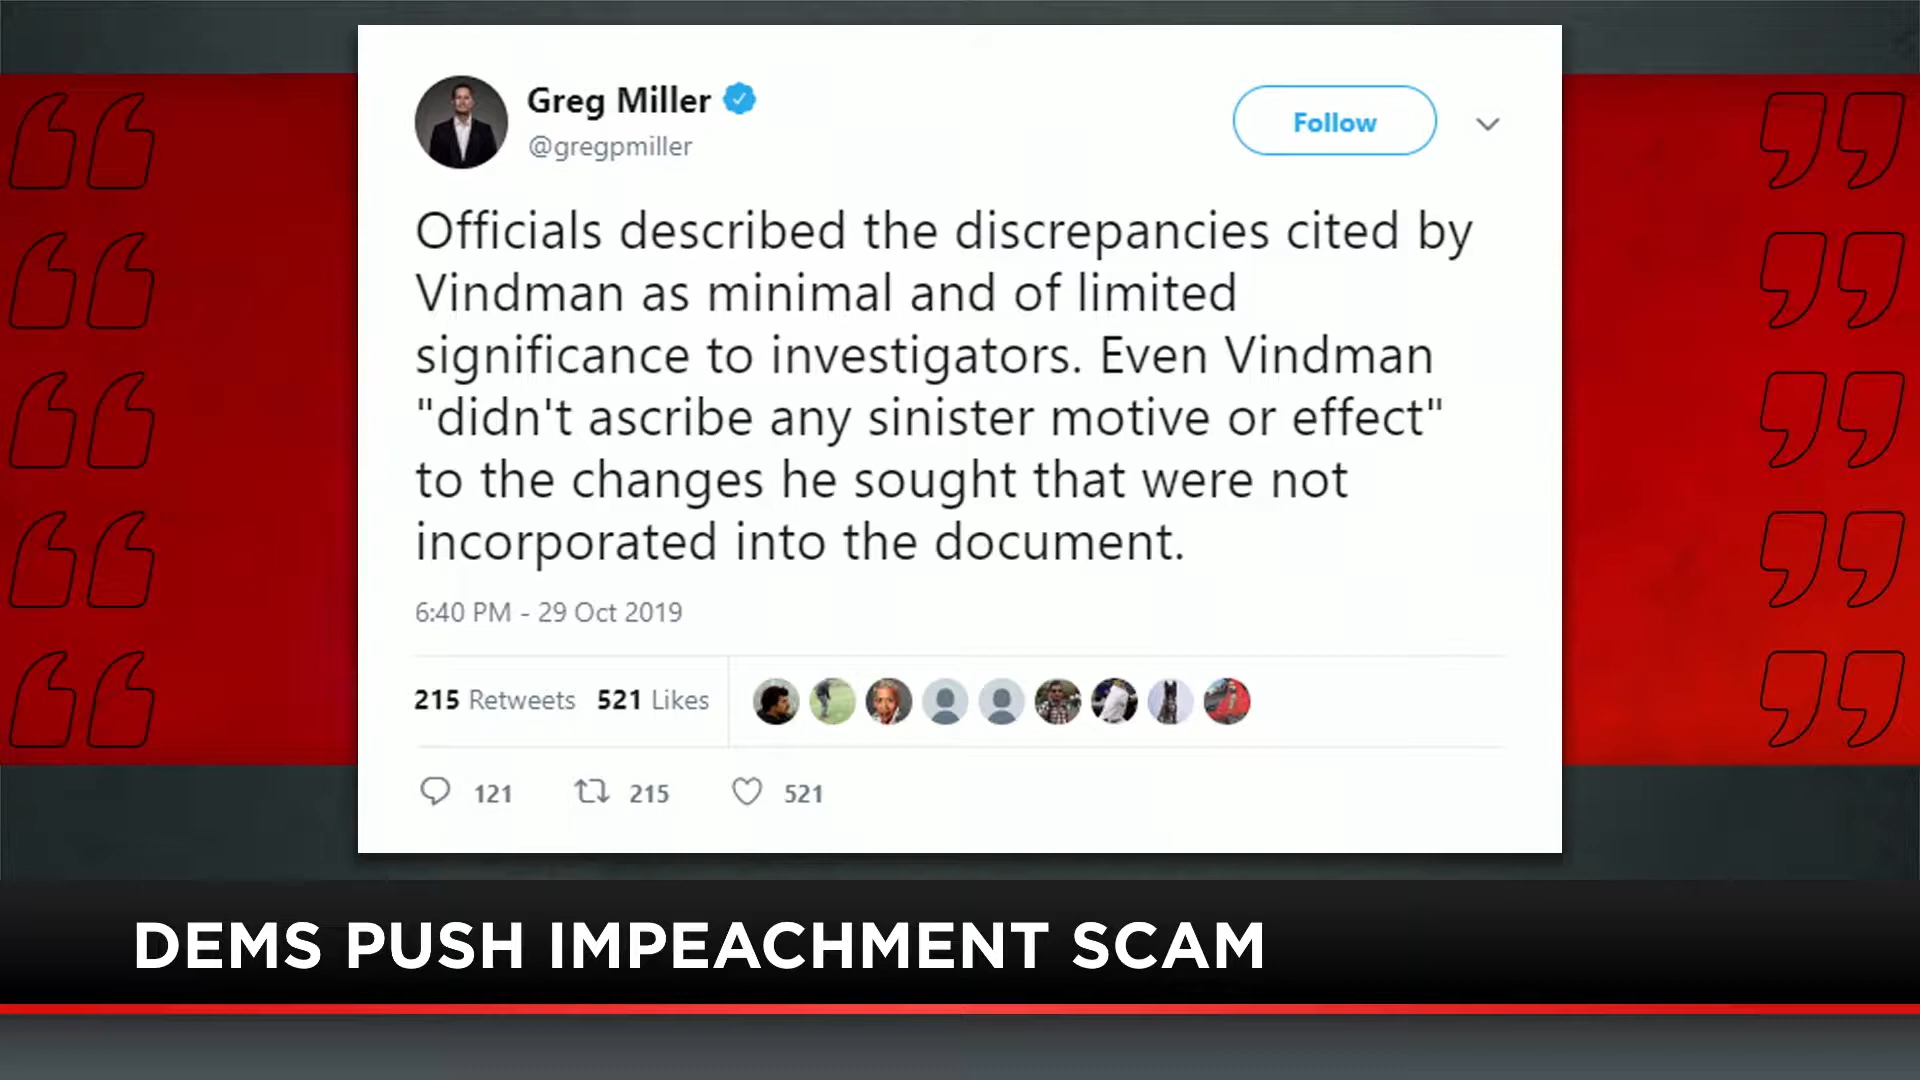 Greg Miller
@gregpmiller
Follow
Officials described the discrepancies cited by
Vindman as minimal and of limited
significance to investigators. Even Vindman
"didn't ascribe any sinister motive or effect"
to the changes he sought that were not
incorporated into the document.
6:40 PM - 29 Oct 2019
215 Retweets 521 Likes
121 215 521
DEMS PUSH IMPEACHMENT SCAM